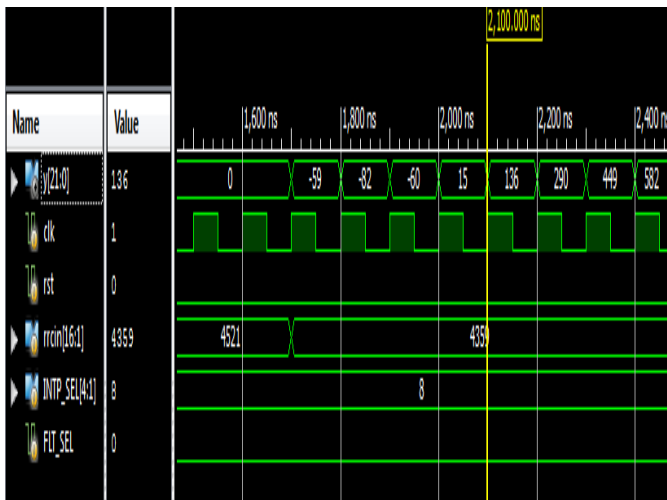 2,100.000 ns
Name Value 1,600 ns 1,800 ns 2,000 ns 2,200 ns 2,400 ns
y[21:0] 136 0 -59 -82 -60 15 136 290 449 582
clk 1
rst 0
rrcin[16:1] 4359 4521 4359
INTP_SEL[4:1] 8 8
FLT_SEL 0